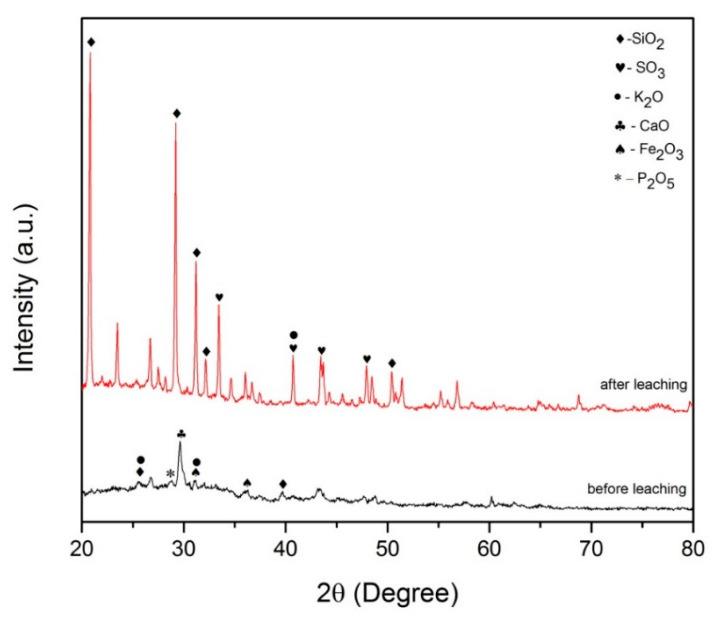 ♦-SiO₂
♥- SO₃
●- K₂O
♣ - CaO
♠ - Fe₂O₃
* – P₂O₅
Intensity (a.u.)
after leaching
before leaching
20 30 40 50 60 70 80
2θ (Degree)